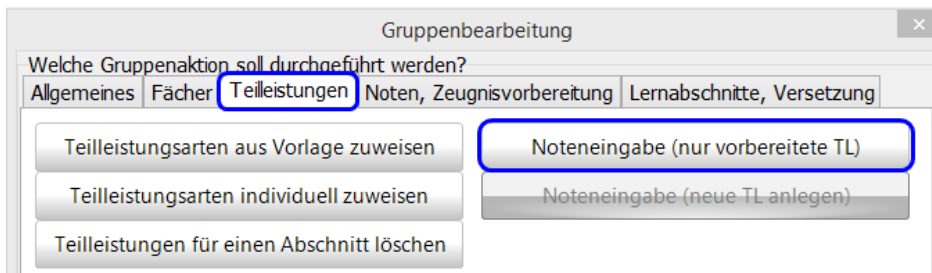 Gruppenbearbeitung
Welche Gruppenaktion soll durchgeführt werden?
Allgemeines Fächer Teilleistungen Noten, Zeugnisvorbereitung Lernabschnitte, Versetzung
Teilleistungsarten aus Vorlage zuweisen Noteneingabe (nur vorbereitete TL)
Teilleistungsarten individuell zuweisen Noteneingabe (neue TL anlegen)
Teilleistungen für einen Abschnitt löschen